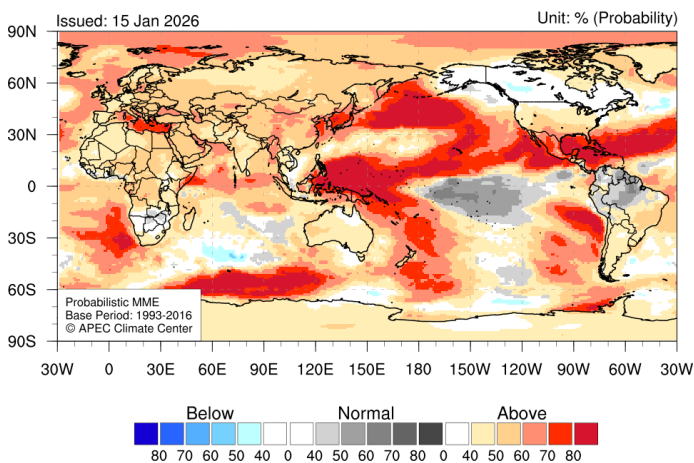 Issued: 15 Jan 2026
Unit: % (Probability)
90N
60N
30N
0
30S
60S
90S
Probabilistic MME
Base Period: 1993-2016
© APEC Climate Center
30W 0 30E 60E 90E 120E 150E 180E 150W 120W 90W 60W 30W
Below Normal Above
80 70 60 50 40 0 40 50 60 70 80 0 40 50 60 70 80